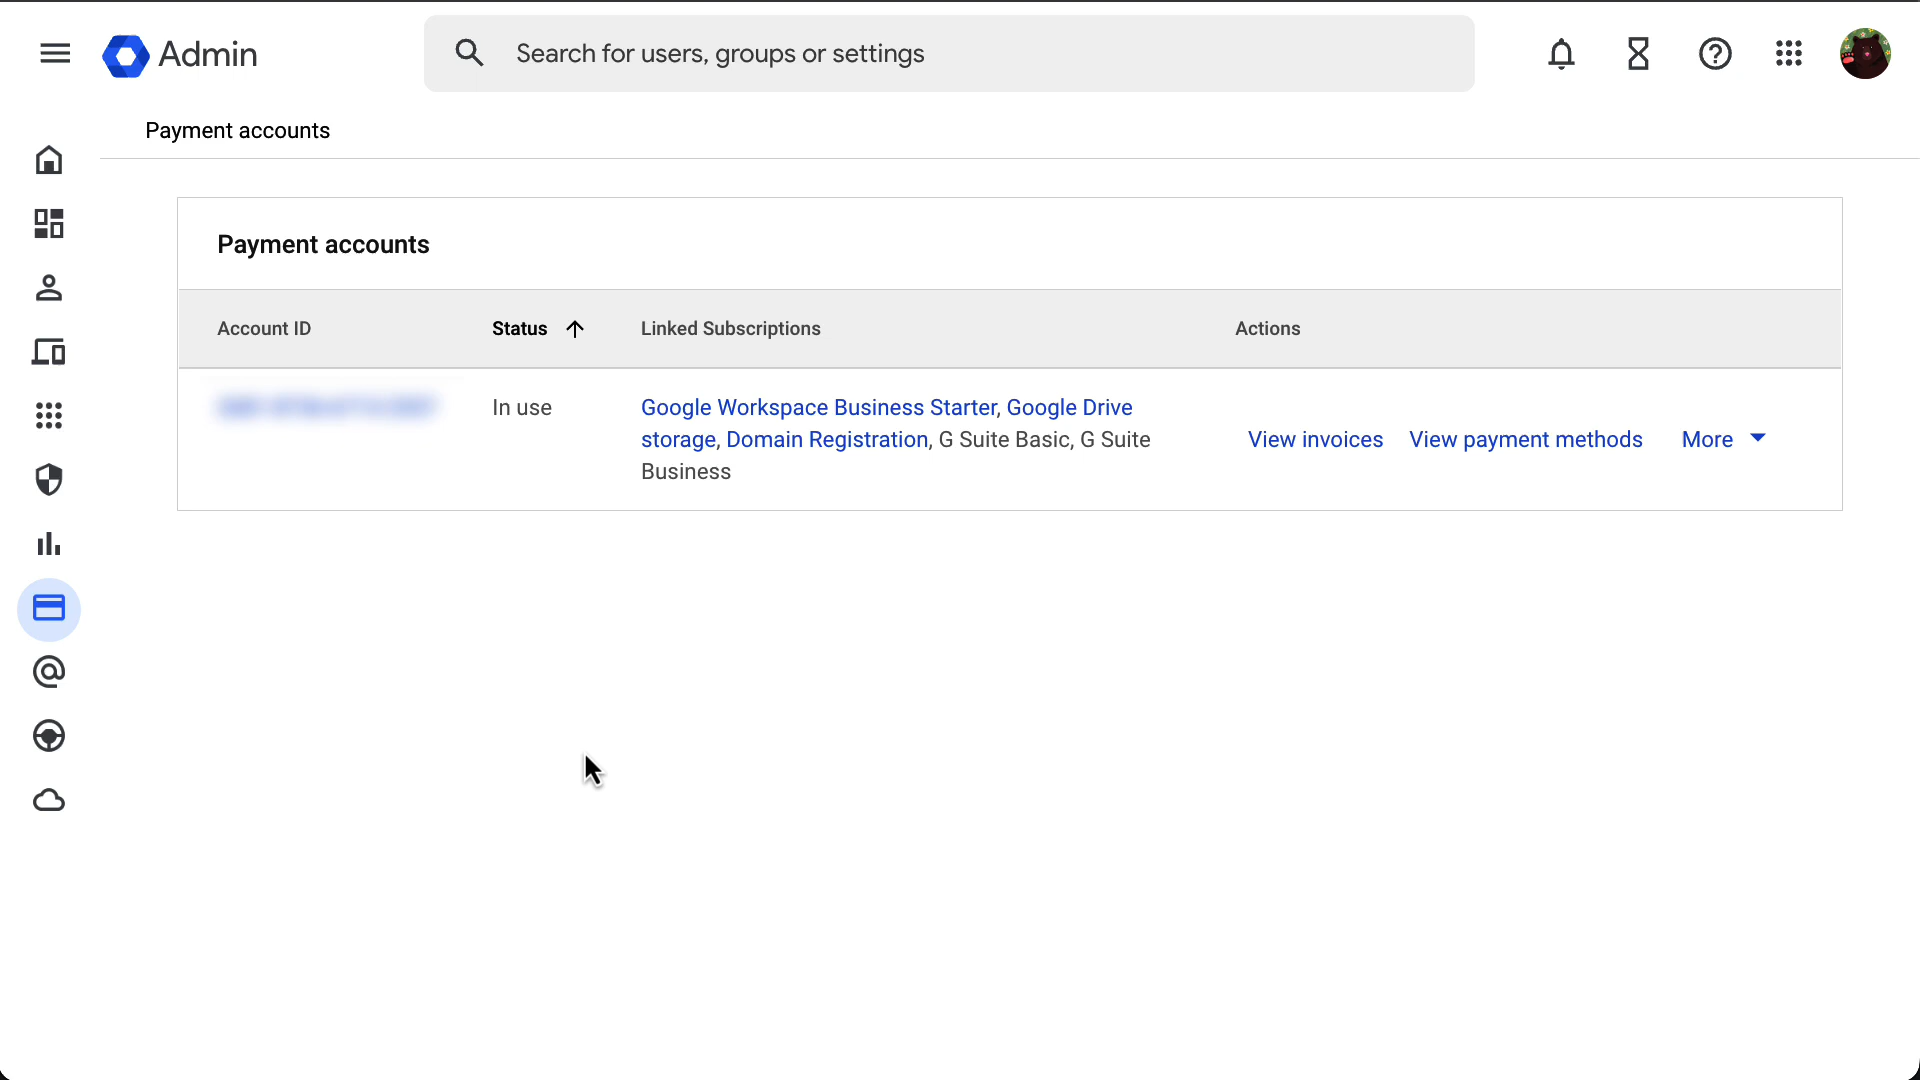 Admin
Search for users, groups or settings
Payment accounts
Payment accounts
Account ID
Status
Linked Subscriptions
Actions
In use
Google Workspace Business Starter, Google Drive
storage, Domain Registration, G Suite Basic, G Suite
Business
View invoices
View payment methods
More